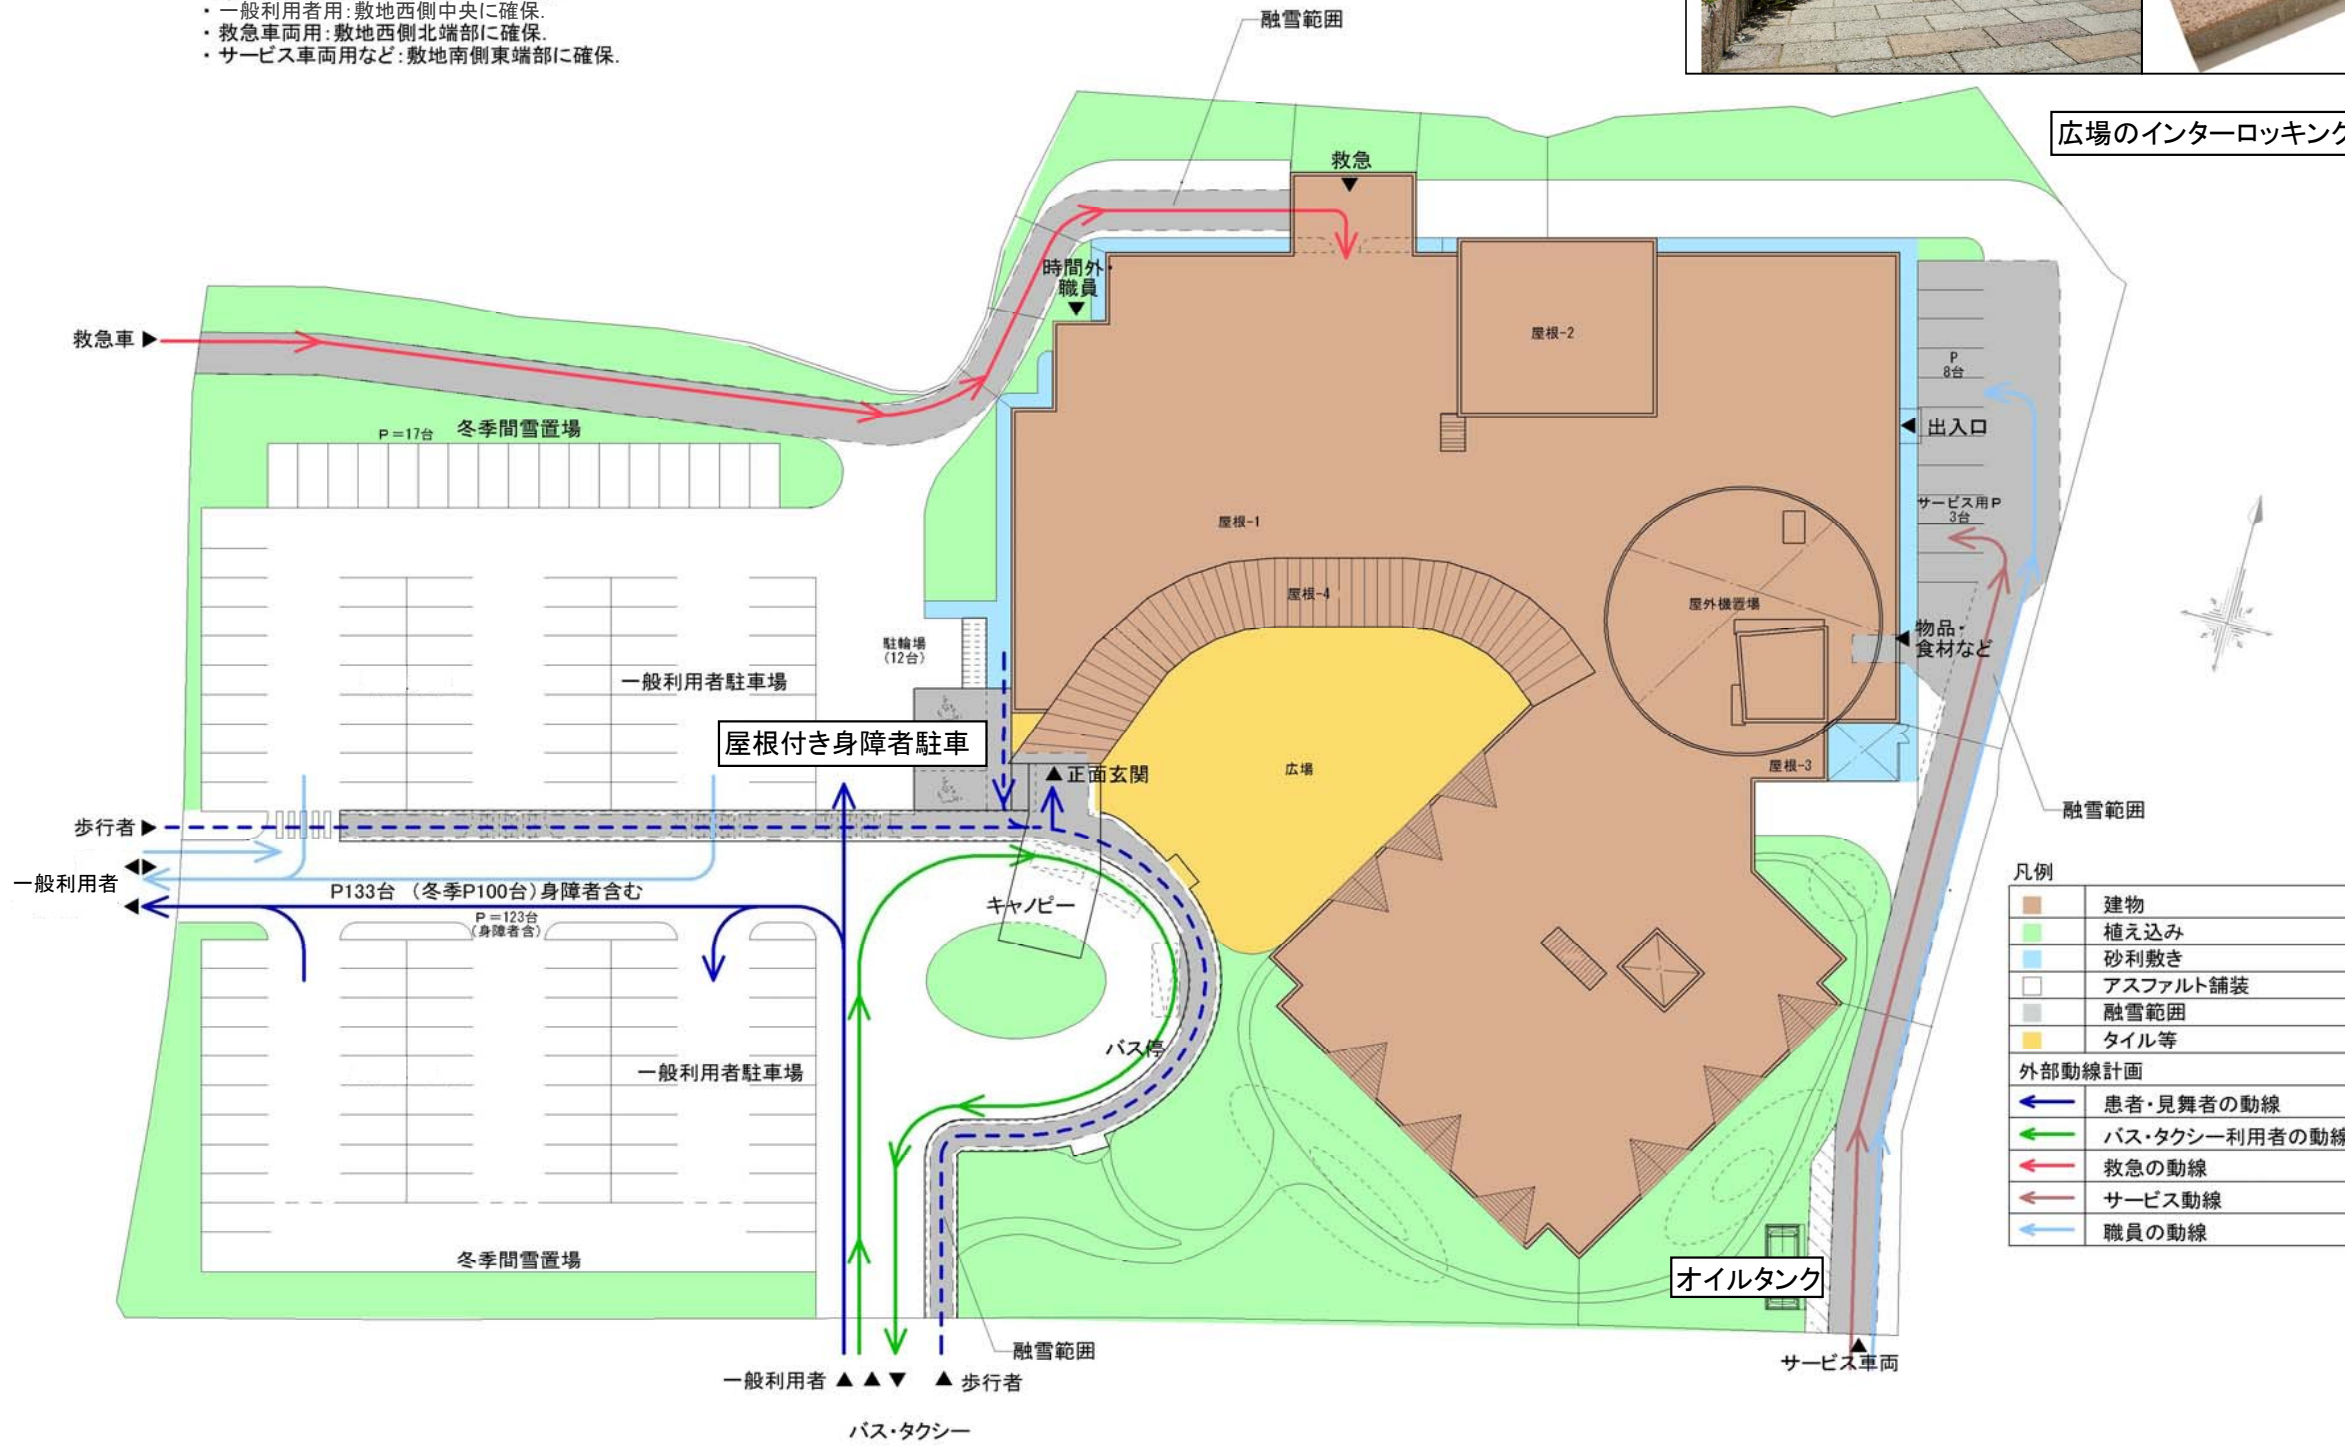 ・一般利用者用：敷地西側中央に確保．
・救急車両用：敷地西側北端部に確保．
・サービス車両用など：敷地南側東端部に確保．
融雪範囲
広場のインターロッキング
救急
時間外・
職員
救急車
屋根-2
P
8台
P＝17台
冬季間雪置場
出入口
サービス用P
3台
屋根-1
屋根-4
屋外機置場
駐輪場
（12台）
物品・
食材など
一般利用者駐車場
屋根付き身障者駐車
正面玄関
広場
屋根-3
歩行者
融雪範囲
一般利用者
P133台 （冬季P100台）身障者含む
P＝123台
（身障者含）
キャノピー
バス停
一般利用者駐車場
凡例
建物
植え込み
砂利敷き
アスファルト舗装
融雪範囲
タイル等
外部動線計画
患者・見舞者の動線
バス・タクシー利用者の動線
救急の動線
サービス動線
職員の動線
冬季間雪置場
オイルタンク
融雪範囲
サービス車両
一般利用者
歩行者
バス・タクシー